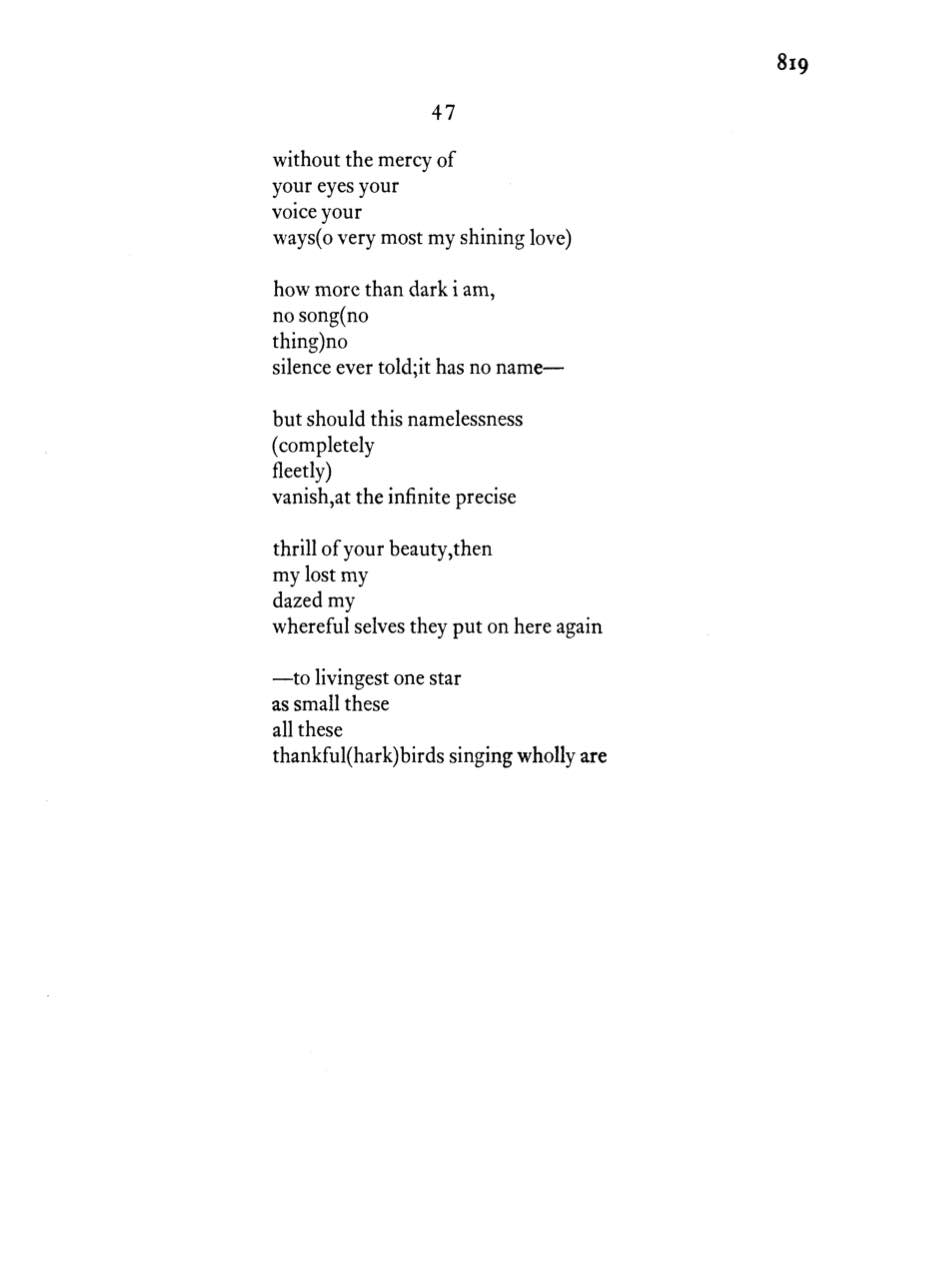 819
47
without the mercy of
your eyes your
voice your
ways(o very most my shining love)
how more than dark i am,
no song(no
thing)no
silence ever told;it has no name—
but should this namelessness
(completely
fleetly)
vanish,at the infinite precise
thrill of your beauty,then
my lost my
dazed my
whereful selves they put on here again
—to livingest one star
as small these
all these
thankful(hark)birds singing wholly are